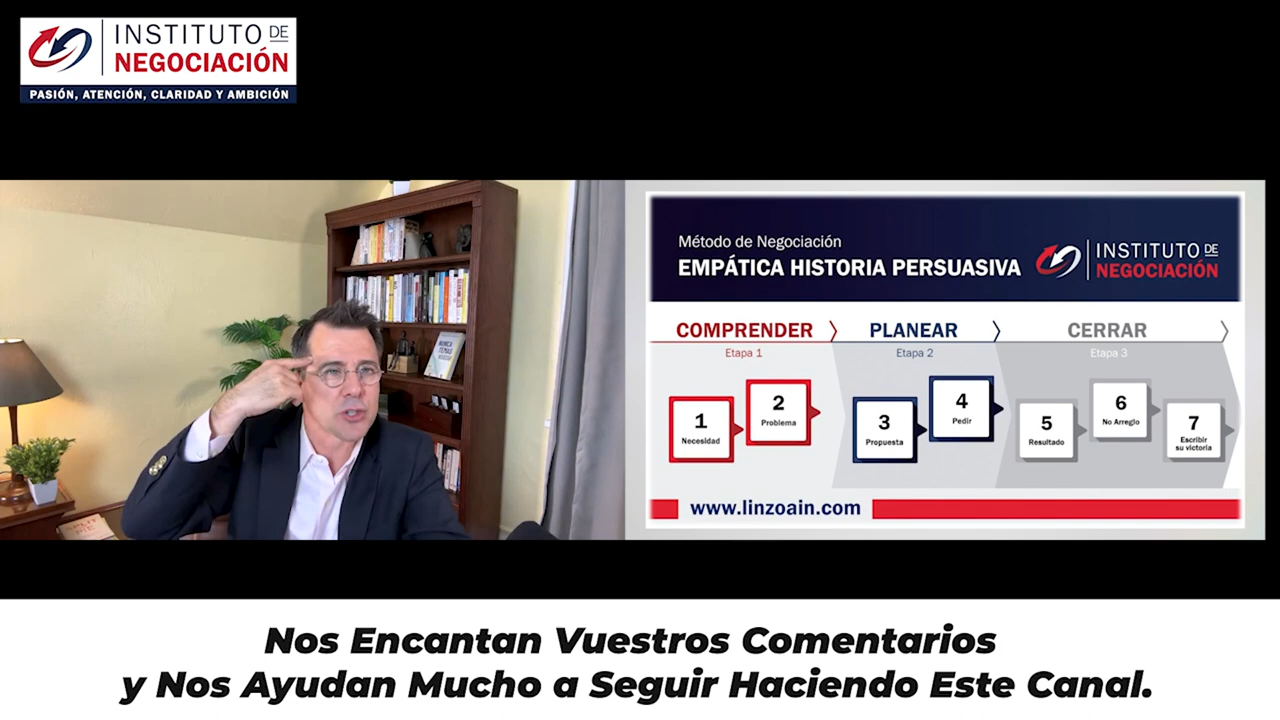 INSTITUTO DE
NEGOCIACIÓN
PASIÓN, ATENCIÓN, CLARIDAD Y AMBICIÓN
Método de Negociación
EMPÁTICA HISTORIA PERSUASIVA
INSTITUTO DE
NEGOCIACIÓN
COMPRENDER
PLANEAR
CERRAR
Etapa 1
Etapa 2
Etapa 3
1
Necesidad
2
Problema
3
Propuesta
4
Pedir
5
Resultado
6
No Arreglo
7
Escribir
su victoria
www.linzoain.com
NUNCA
TEMAS
Nos Encantan Vuestros Comentarios
y Nos Ayudan Mucho a Seguir Haciendo Este Canal.